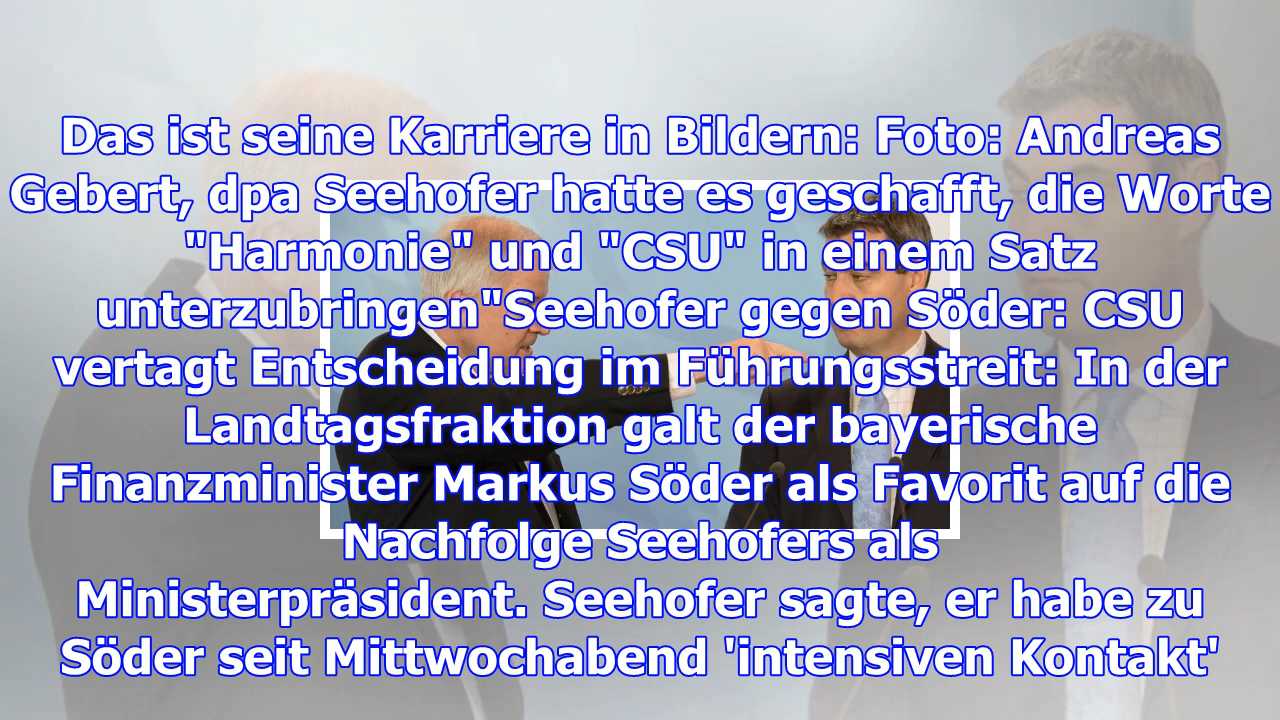 Das ist seine Karriere in Bildern: Foto: Andreas
Gebert, dpa Seehofer hatte es geschafft, die Worte
"Harmonie" und "CSU" in einem Satz
unterzubringen"Seehofer gegen Söder: CSU
vertagt Entscheidung im Führungsstreit: In der
Landtagsfraktion galt der bayerische
Finanzminister Markus Söder als Favorit auf die
Nachfolge Seehofers als
Ministerpräsident. Seehofer sagte, er habe zu
Söder seit Mittwochabend 'intensiven Kontakt'